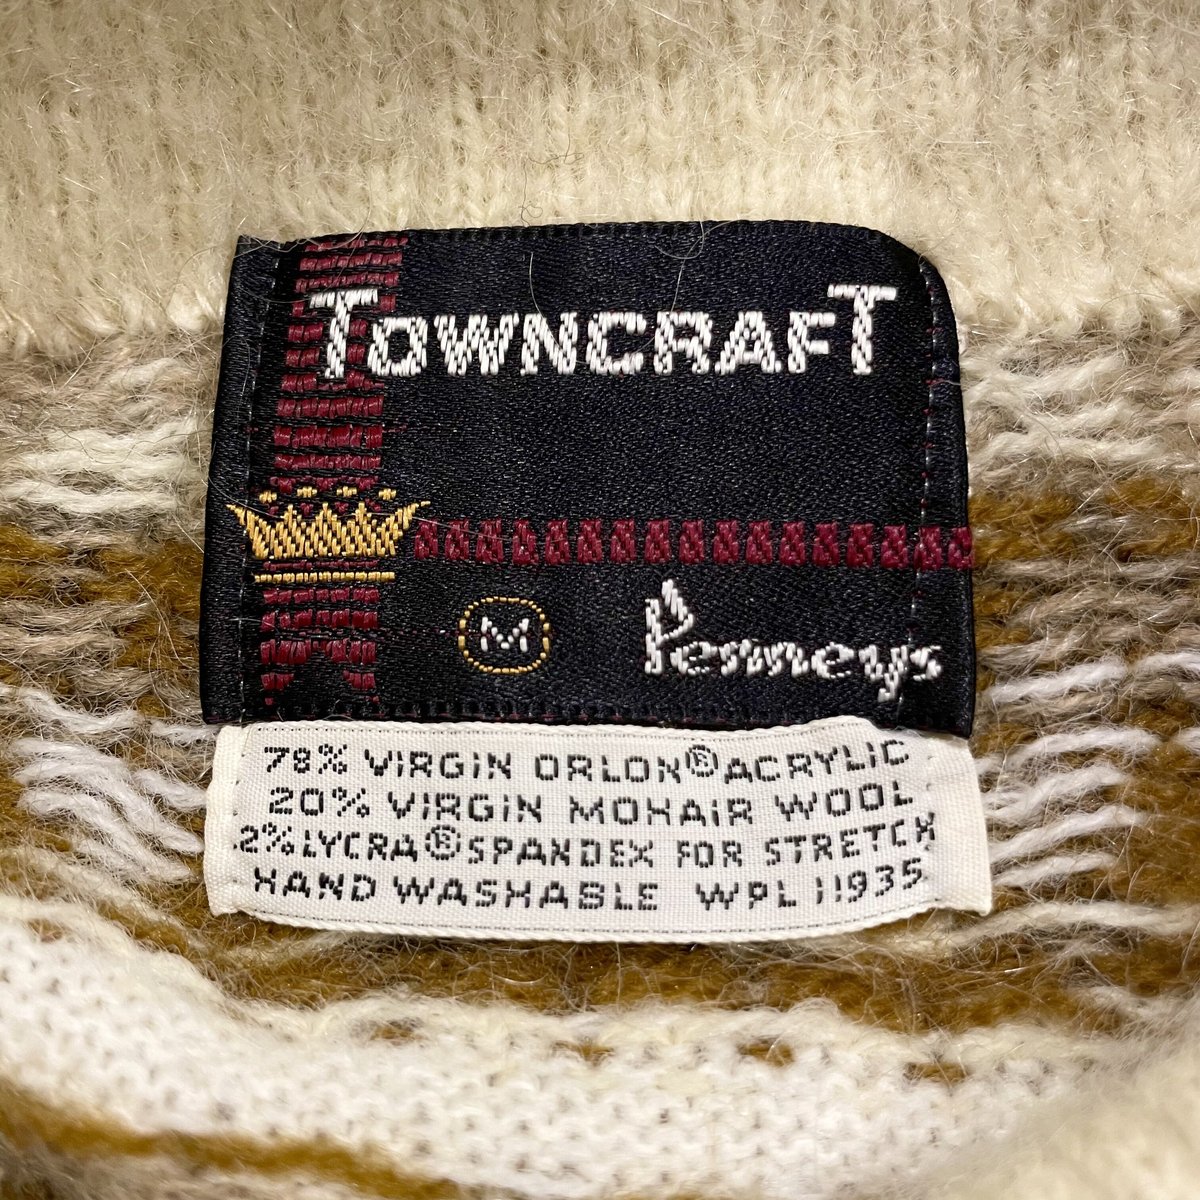 TOWNCRAFT
M
Penneys
78% VIRGIN ORLON® ACRYLIC
20% VIRGIN MOHAIR WOOL
2% LYCRA® SPANDEX FOR STRETCH
HAND WASHABLE WPL 11935